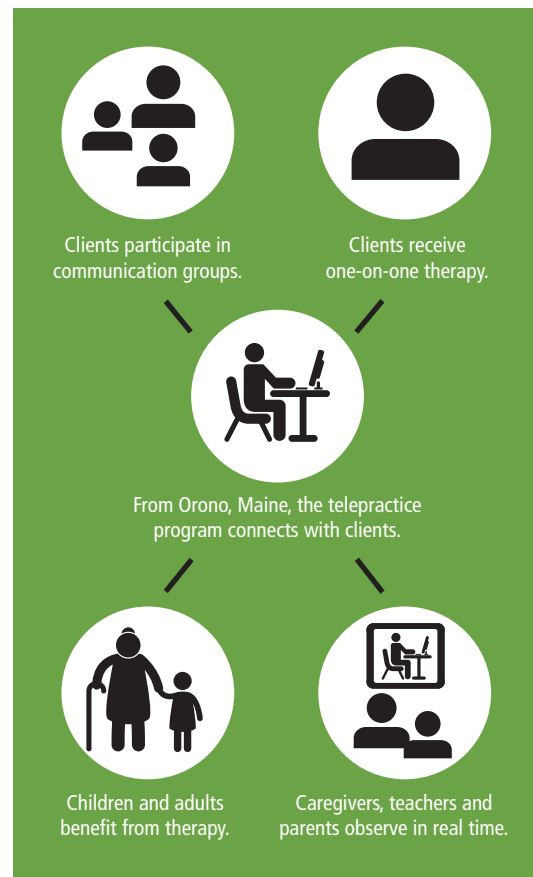 Clients participate in
communication groups.
Clients receive
one-on-one therapy.
From Orono, Maine, the telepractice
program connects with clients.
Children and adults
benefit from therapy.
Caregivers, teachers and
parents observe in real time.